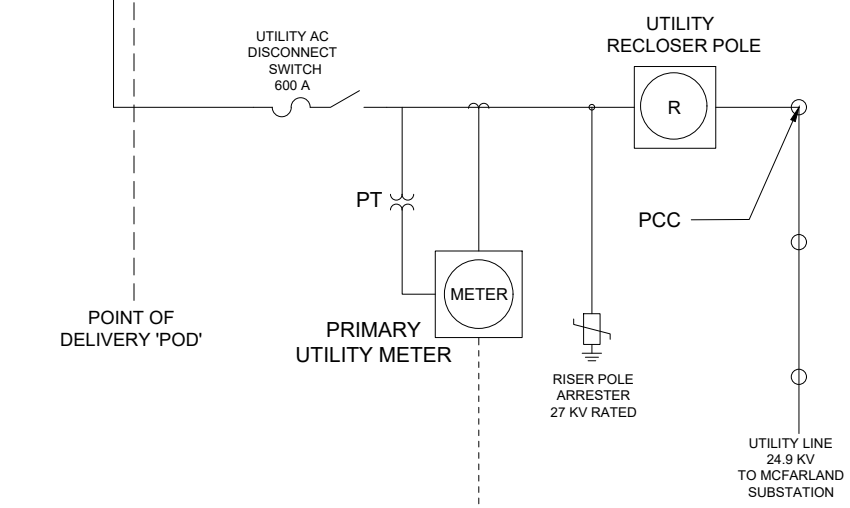 UTILITY AC
DISCONNECT
SWITCH
600 A
UTILITY
RECLOSER POLE
R
PT
PCC
METER
POINT OF
DELIVERY 'POD'
PRIMARY
UTILITY METER
RISER POLE
ARRESTER
27 KV RATED
UTILITY LINE
24.9 KV
TO MCFARLAND
SUBSTATION